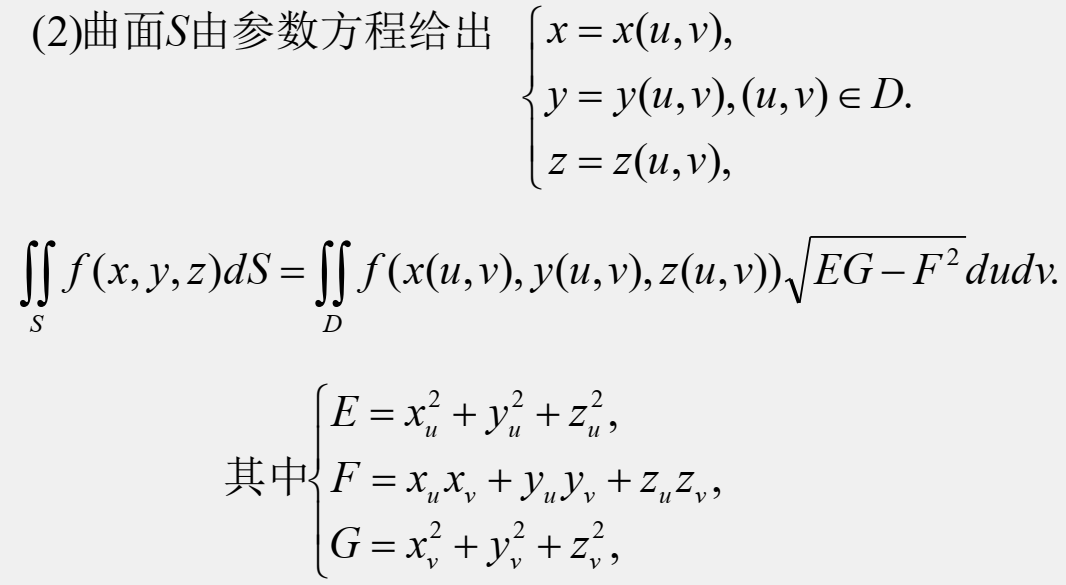 (2)曲面S由参数方程给出 { x = x(u,v),
y = y(u,v),(u,v) ∈ D.
z = z(u,v),
∬_S f(x,y,z)dS = ∬_D f(x(u,v),y(u,v),z(u,v))√(EG − F²) dudv.
其中 { E = x_u² + y_u² + z_u²,
F = x_u x_v + y_u y_v + z_u z_v,
G = x_v² + y_v² + z_v²,